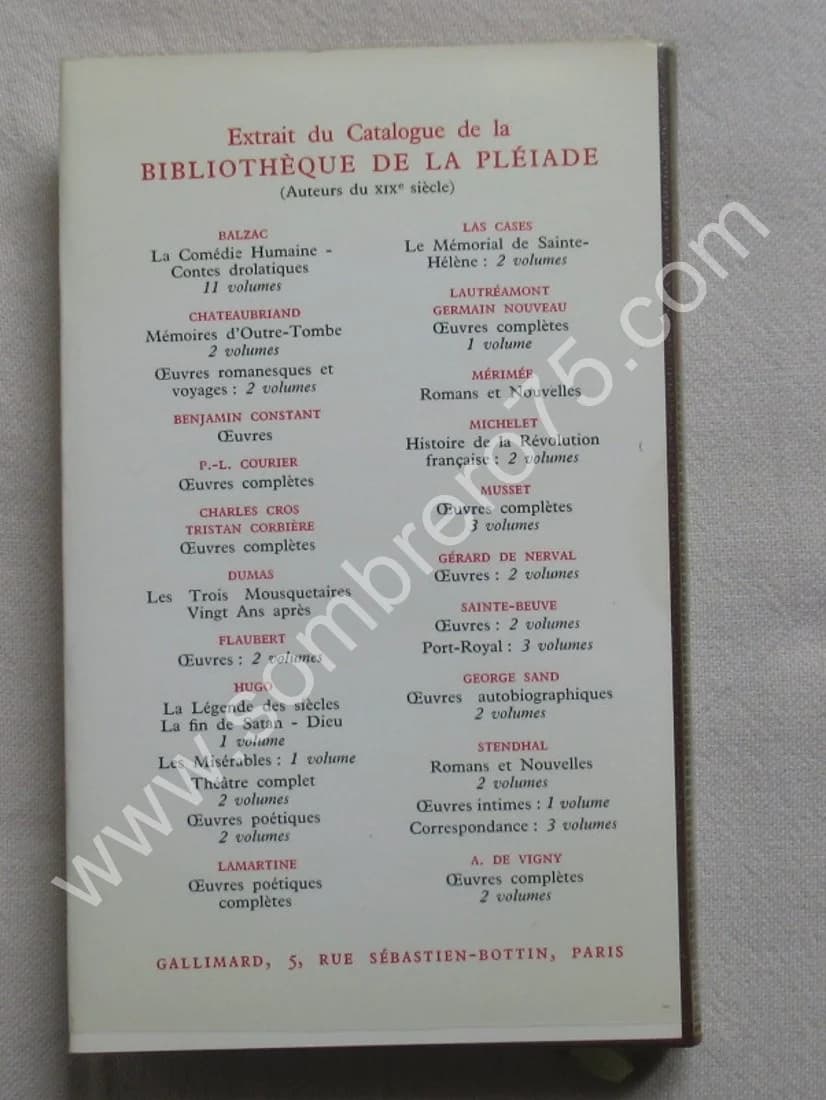 Extrait du Catalogue de la
BIBLIOTHÈQUE DE LA PLÉIADE
(Auteurs du XIXe siècle)
BALZAC
La Comédie Humaine -
Contes drolatiques
11 volumes
CHATEAUBRIAND
Mémoires d'Outre-Tombe
2 volumes
Œuvres romanesques et
voyages : 2 volumes
BENJAMIN CONSTANT
Œuvres
P.-L. COURIER
Œuvres complètes
CHARLES CROS
TRISTAN CORBIÈRE
Œuvres complètes
DUMAS
Les Trois Mousquetaires
Vingt Ans après
FLAUBERT
Œuvres : 2 volumes
HUGO
La Légende des siècles
La fin de Satan - Dieu
1 volume
Les Misérables : 1 volume
Théâtre complet
2 volumes
Œuvres poétiques
2 volumes
LAMARTINE
Œuvres poétiques
complètes
LAS CASES
Le Mémorial de Sainte-
Hélène : 2 volumes
LAUTRÉAMONT
GERMAIN NOUVEAU
Œuvres complètes
1 volume
MÉRIMÉE
Romans et Nouvelles
MICHELET
Histoire de la Révolution
française : 2 volumes
MUSSET
Œuvres complètes
3 volumes
GÉRARD DE NERVAL
Œuvres : 2 volumes
SAINTE-BEUVE
Œuvres : 2 volumes
Port-Royal : 3 volumes
GEORGE SAND
Œuvres autobiographiques
2 volumes
STENDHAL
Romans et Nouvelles
2 volumes
Œuvres intimes : 1 volume
Correspondance : 3 volumes
A. DE VIGNY
Œuvres complètes
2 volumes
GALLIMARD, 5, RUE SÉBASTIEN-BOTTIN, PARIS
www.sombrero75.com